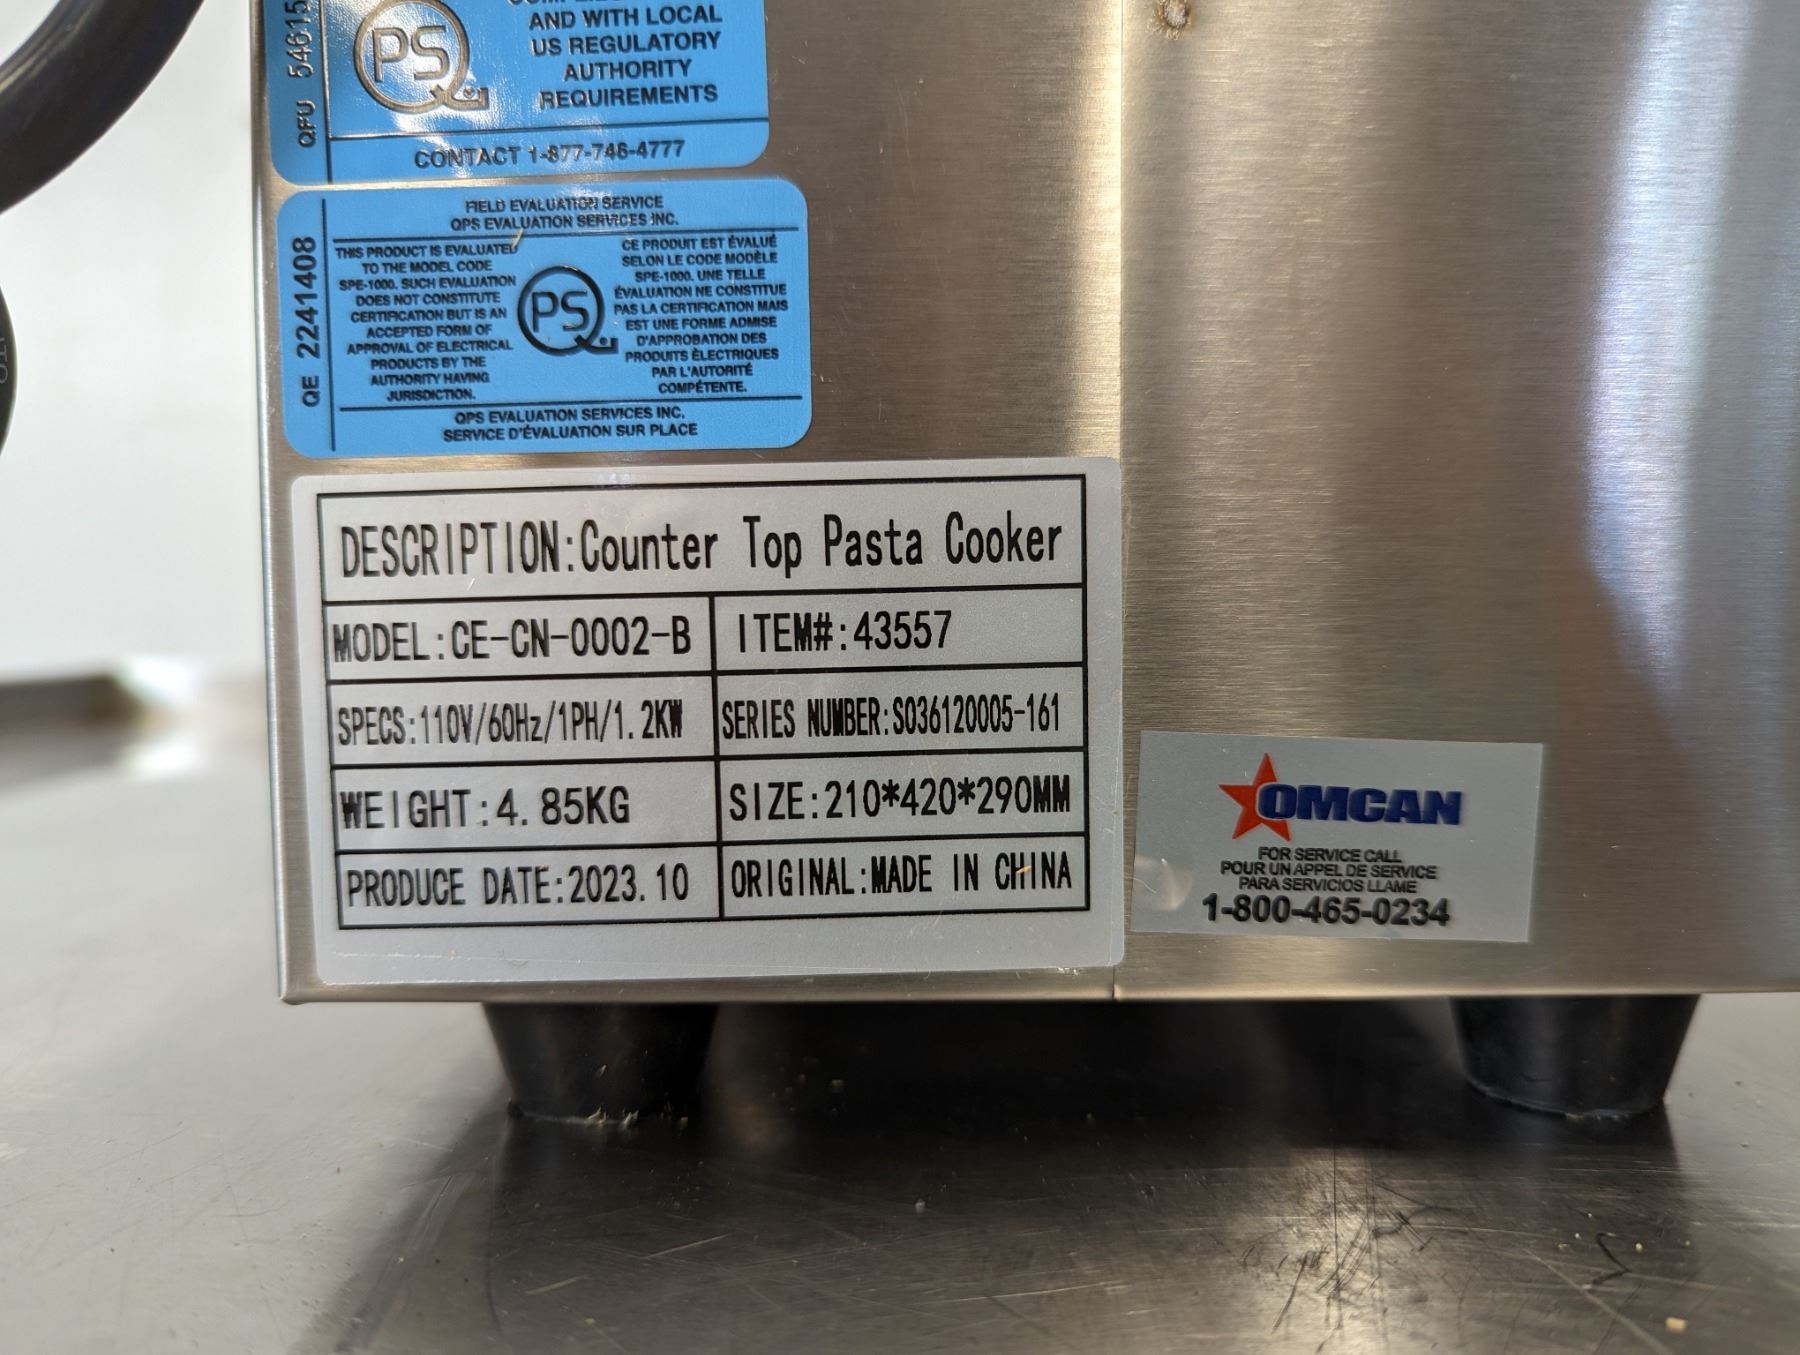 QFU 54615
AND WITH LOCAL
US REGULATORY
AUTHORITY
REQUIREMENTS
PS
CONTACT 1-877-746-4777
FIELD EVALUATION SERVICE
QPS EVALUATION SERVICES INC.
QE 2241408
THIS PRODUCT IS EVALUATED
TO THE MODEL CODE
SPE-1000. SUCH EVALUATION
DOES NOT CONSTITUTE
CERTIFICATION BUT IS AN
ACCEPTED FORM OF
APPROVAL OF ELECTRICAL
PRODUCTS BY THE
AUTHORITY HAVING
JURISDICTION.
PS
CE PRODUIT EST ÉVALUÉ
SELON LE CODE MODÈLE
SPE-1000. UNE TELLE
ÉVALUATION NE CONSTITUE
PAS LA CERTIFICATION MAIS
EST UNE FORME ADMISE
D'APPROBATION DES
PRODUITS ÉLECTRIQUES
PAR L'AUTORITÉ
COMPÉTENTE.
QPS EVALUATION SERVICES INC.
SERVICE D'ÉVALUATION SUR PLACE
DESCRIPTION:Counter Top Pasta Cooker
MODEL:CE-CN-0002-B
ITEM#:43557
SPECS:110V/60Hz/1PH/1.2KW
SERIES NUMBER:S036120005-161
WEIGHT:4.85KG
SIZE:210*420*290MM
PRODUCE DATE:2023.10
ORIGINAL:MADE IN CHINA
OMCAN
FOR SERVICE CALL
POUR UN APPEL DE SERVICE
PARA SERVICIOS LLAME
1-800-465-0234